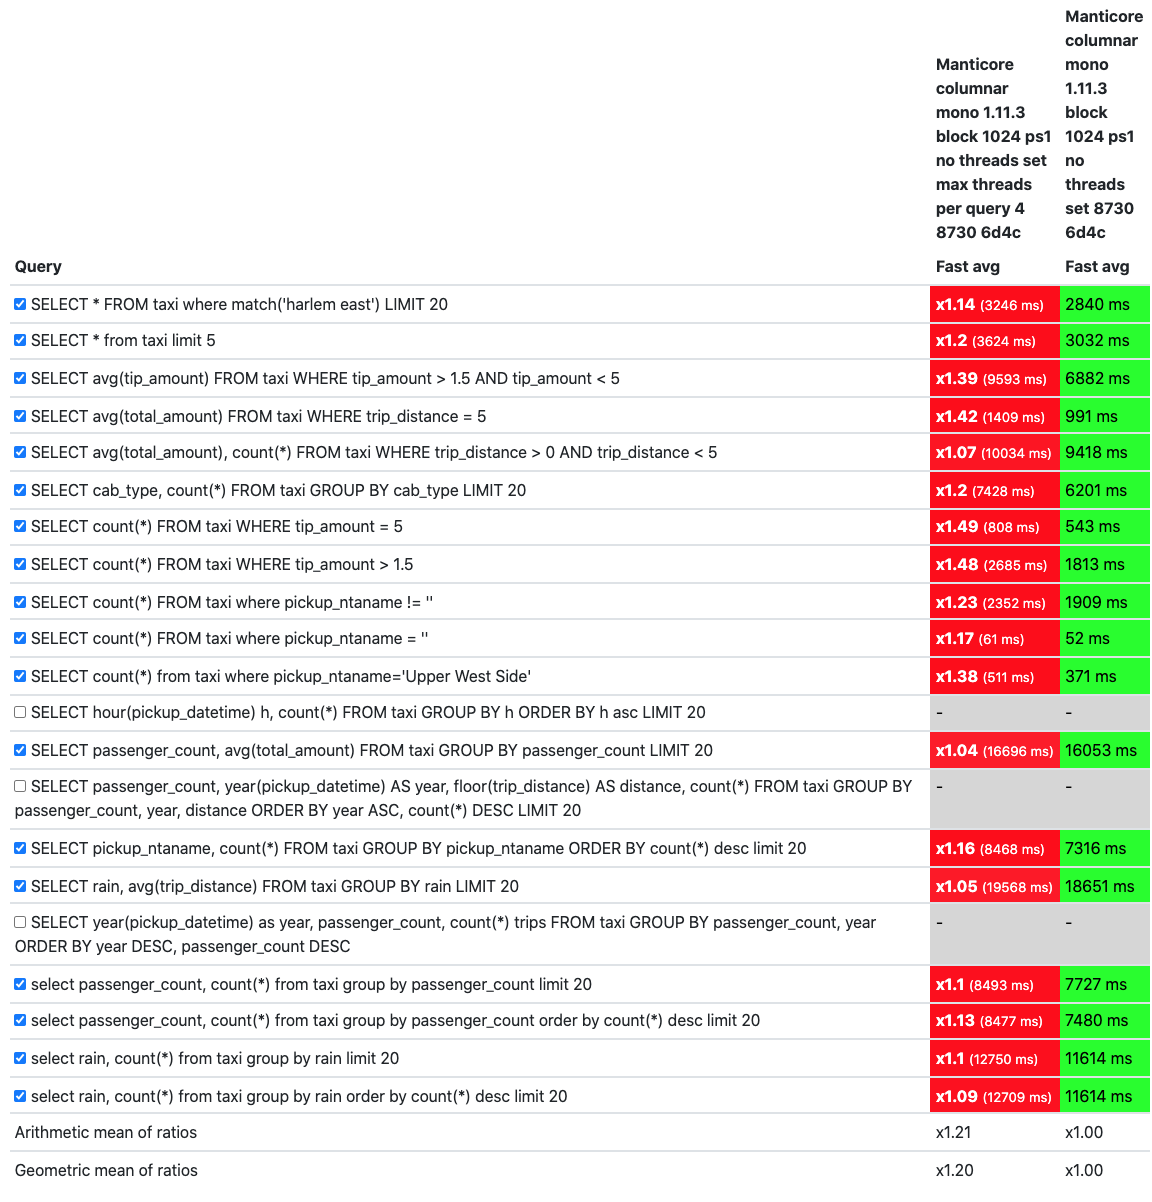 Manticore
columnar
mono 1.11.3
block 1024 ps1
no threads set
max threads
per query 4
8730 6d4c
Manticore
columnar
mono
1.11.3
block
1024 ps1
no
threads
set 8730
6d4c
Query Fast avg Fast avg
SELECT * FROM taxi where match('harlem east') LIMIT 20 x1.14 (3246 ms) 2840 ms
SELECT * from taxi limit 5 x1.2 (3624 ms) 3032 ms
SELECT avg(tip_amount) FROM taxi WHERE tip_amount > 1.5 AND tip_amount < 5 x1.39 (9593 ms) 6882 ms
SELECT avg(total_amount) FROM taxi WHERE trip_distance = 5 x1.42 (1409 ms) 991 ms
SELECT avg(total_amount), count(*) FROM taxi WHERE trip_distance > 0 AND trip_distance < 5 x1.07 (10034 ms) 9418 ms
SELECT cab_type, count(*) FROM taxi GROUP BY cab_type LIMIT 20 x1.2 (7428 ms) 6201 ms
SELECT count(*) FROM taxi WHERE tip_amount = 5 x1.49 (808 ms) 543 ms
SELECT count(*) FROM taxi WHERE tip_amount > 1.5 x1.48 (2685 ms) 1813 ms
SELECT count(*) FROM taxi where pickup_ntaname != '' x1.23 (2352 ms) 1909 ms
SELECT count(*) FROM taxi where pickup_ntaname = '' x1.17 (61 ms) 52 ms
SELECT count(*) from taxi where pickup_ntaname='Upper West Side' x1.38 (511 ms) 371 ms
SELECT hour(pickup_datetime) h, count(*) FROM taxi GROUP BY h ORDER BY h asc LIMIT 20 - -
SELECT passenger_count, avg(total_amount) FROM taxi GROUP BY passenger_count LIMIT 20 x1.04 (16696 ms) 16053 ms
SELECT passenger_count, year(pickup_datetime) AS year, floor(trip_distance) AS distance, count(*) FROM taxi GROUP BY - -
passenger_count, year, distance ORDER BY year ASC, count(*) DESC LIMIT 20
SELECT pickup_ntaname, count(*) FROM taxi GROUP BY pickup_ntaname ORDER BY count(*) desc limit 20 x1.16 (8468 ms) 7316 ms
SELECT rain, avg(trip_distance) FROM taxi GROUP BY rain LIMIT 20 x1.05 (19568 ms) 18651 ms
SELECT year(pickup_datetime) as year, passenger_count, count(*) trips FROM taxi GROUP BY passenger_count, year - -
ORDER BY year DESC, passenger_count DESC
select passenger_count, count(*) from taxi group by passenger_count limit 20 x1.1 (8493 ms) 7727 ms
select passenger_count, count(*) from taxi group by passenger_count order by count(*) desc limit 20 x1.13 (8477 ms) 7480 ms
select rain, count(*) from taxi group by rain limit 20 x1.1 (12750 ms) 11614 ms
select rain, count(*) from taxi group by rain order by count(*) desc limit 20 x1.09 (12709 ms) 11614 ms
Arithmetic mean of ratios x1.21 x1.00
Geometric mean of ratios x1.20 x1.00